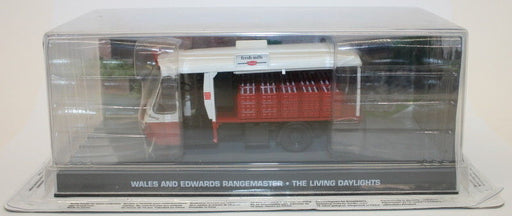 fresh milk
WALES AND EDWARDS RANGEMASTER • THE LIVING DAYLIGHTS